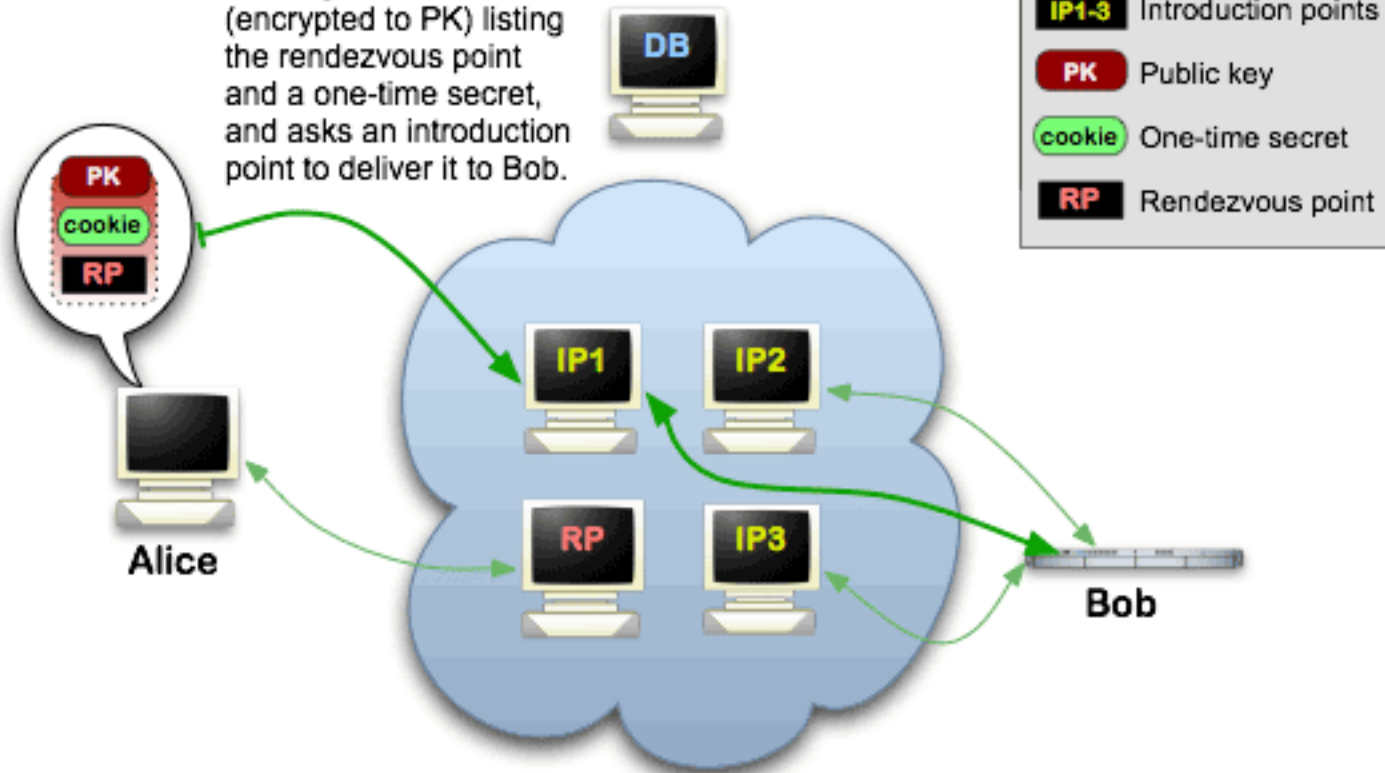 (encrypted to PK) listing
the rendezvous point
and a one-time secret,
and asks an introduction
point to deliver it to Bob.
DB
IP1-3 Introduction points
PK Public key
cookie One-time secret
RP Rendezvous point
PK
cookie
RP
IP1
IP2
RP
IP3
Alice
Bob